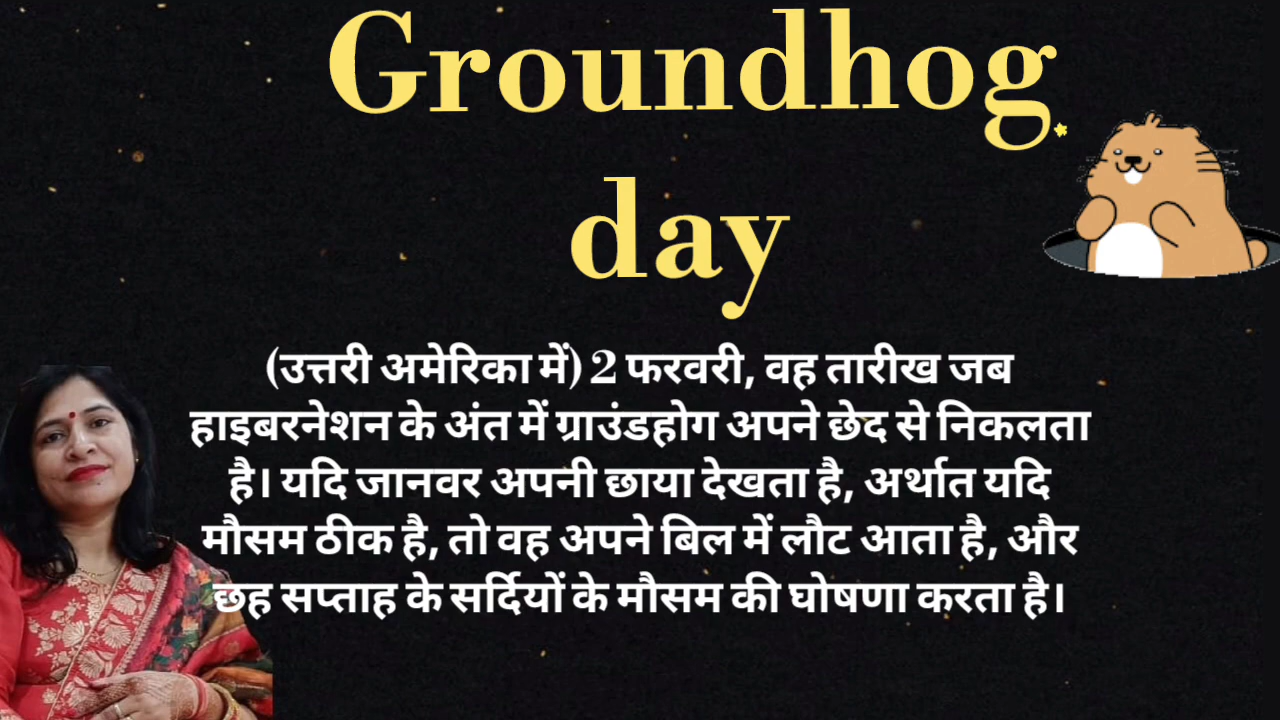 Groundhog
day
(उत्तरी अमेरिका में) 2 फरवरी, वह तारीख जब
हाइबरनेशन के अंत में ग्राउंडहोग अपने छेद से निकलता
है। यदि जानवर अपनी छाया देखता है, अर्थात यदि
मौसम ठीक है, तो वह अपने बिल में लौट आता है, और
छह सप्ताह के सर्दियों के मौसम की घोषणा करता है।